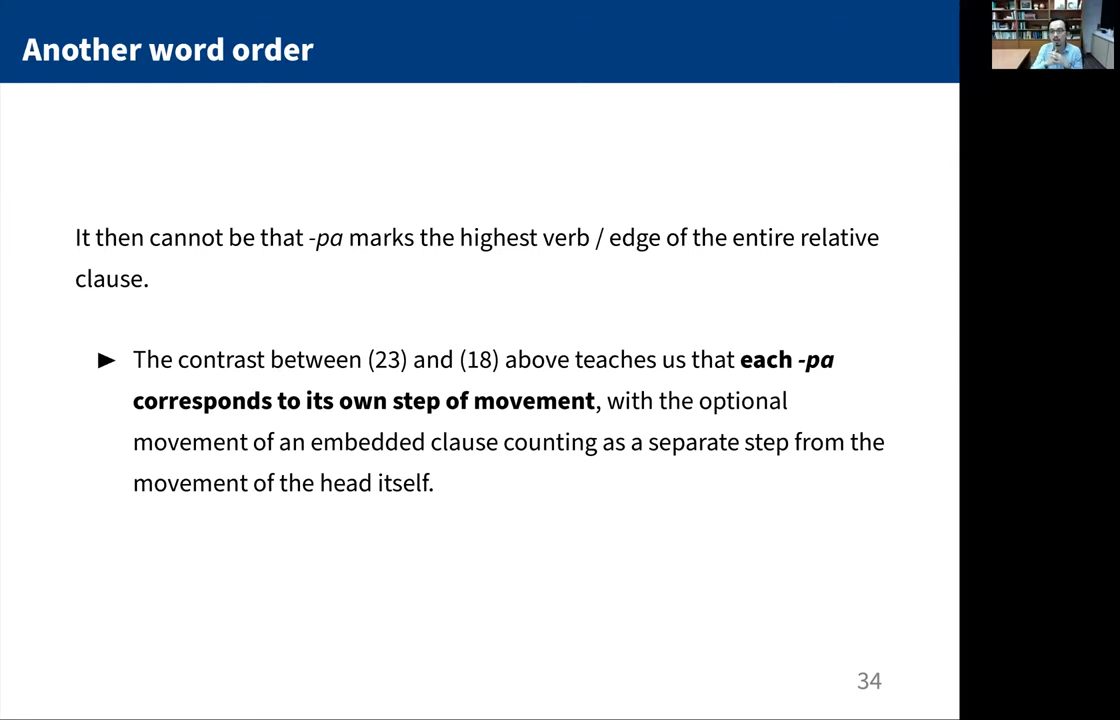 Another word order
It then cannot be that -pa marks the highest verb / edge of the entire relative
clause.
► The contrast between (23) and (18) above teaches us that each -pa
corresponds to its own step of movement, with the optional
movement of an embedded clause counting as a separate step from the
movement of the head itself.
34